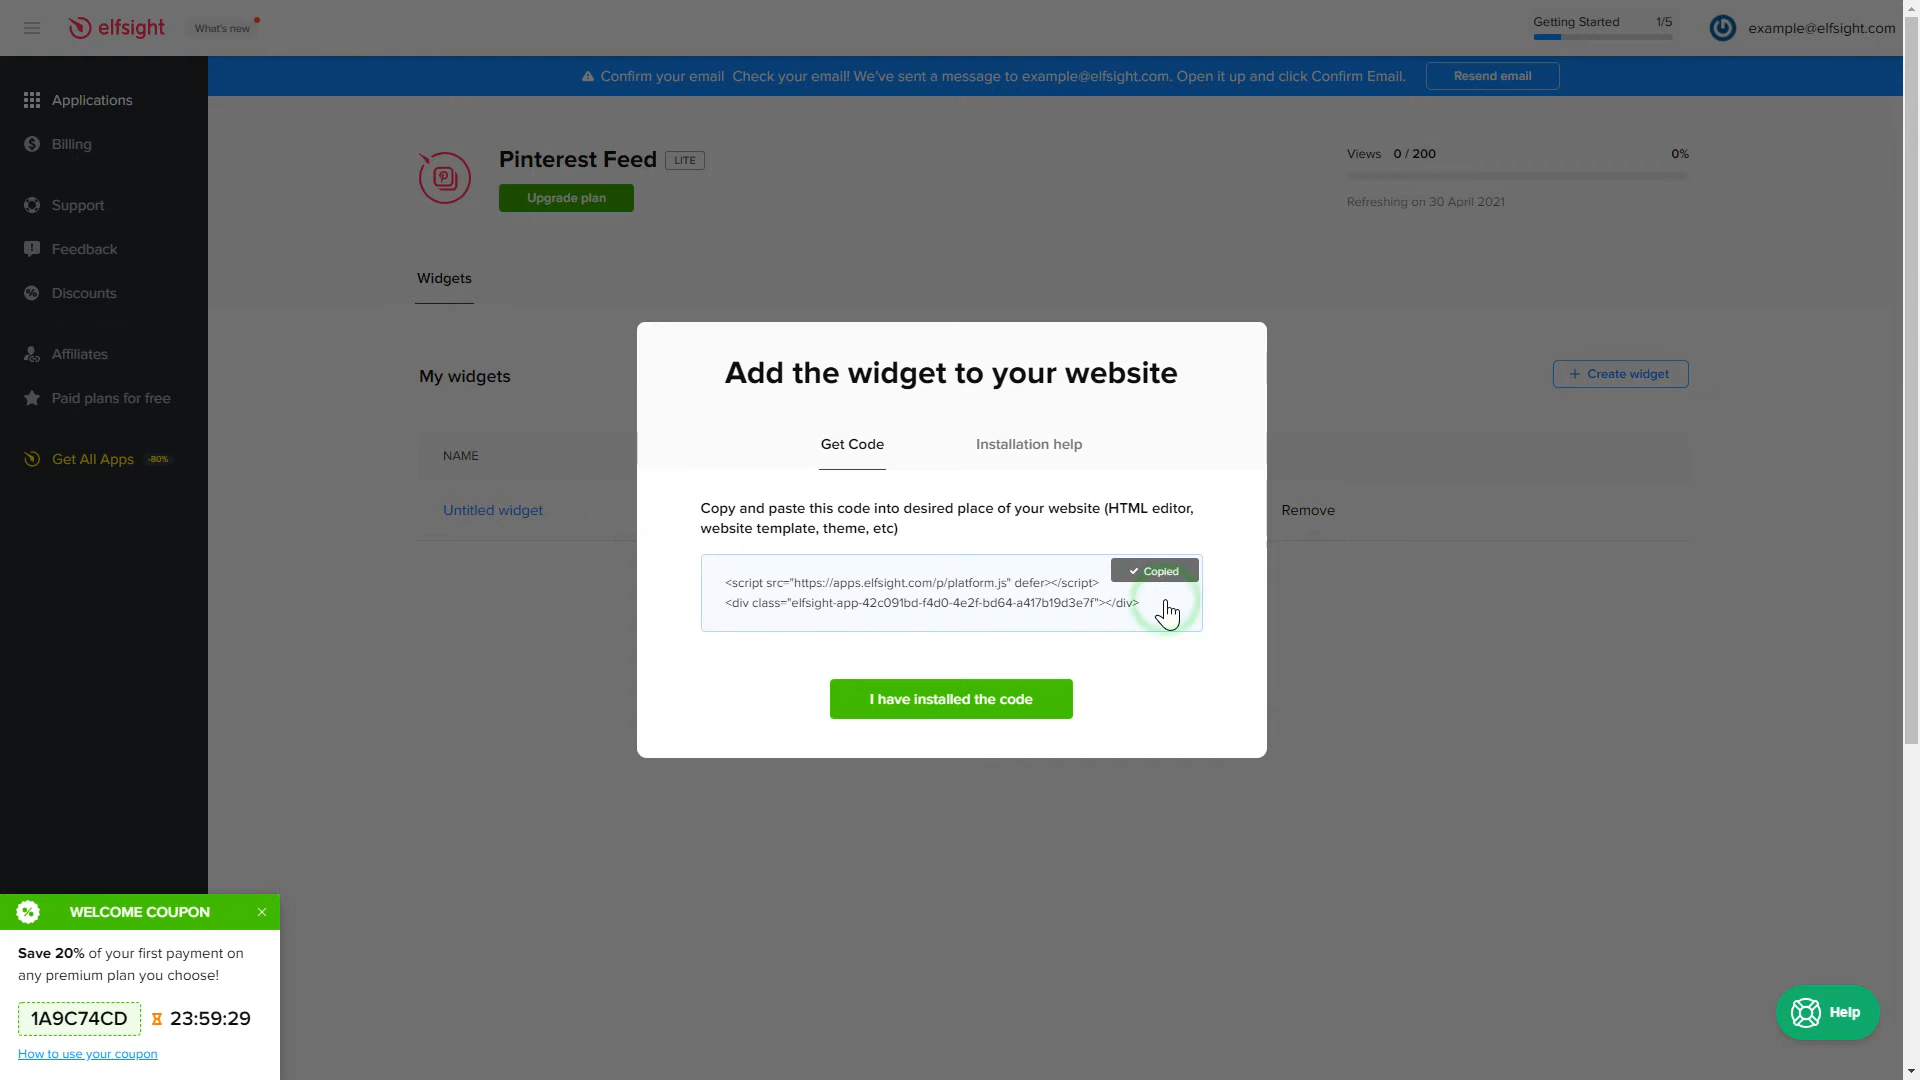 elfsight
What's new
Getting Started 1/5
example@elfsight.com
Confirm your email Check your email! We've sent a message to example@elfsight.com. Open it up and click Confirm Email.
Resend email
Applications
Billing
Support
Feedback
Discounts
Affiliates
Paid plans for free
Get All Apps -80%
Pinterest Feed LITE
Upgrade plan
Views 0 / 200 0%
Refreshing on 30 April 2021
Widgets
My widgets
+ Create widget
NAME
Untitled widget
Remove
Add the widget to your website
Get Code
Installation help
Copy and paste this code into desired place of your website (HTML editor,
website template, theme, etc)
Copied
<script src="https://apps.elfsight.com/p/platform.js" defer></script>
<div class="elfsight-app-42c091bd-f4d0-4e2f-bd64-a417b19d3e7f"></div>
I have installed the code
WELCOME COUPON
Save 20% of your first payment on
any premium plan you choose!
1A9C74CD 23:59:29
How to use your coupon
Help